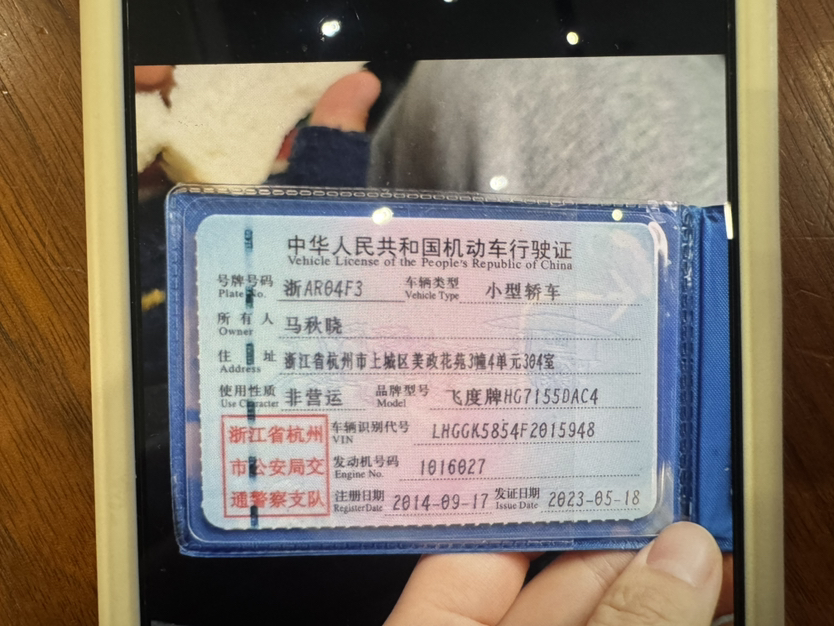 中华人民共和国机动车行驶证
Vehicle License of the People's Republic of China
号牌号码 浙AR04F3 车辆类型 小型轿车
Plate No. Vehicle Type
所有人 马秋晓
Owner
住址 浙江省杭州市上城区美政花苑3幢4单元304室
Address
使用性质 非营运 品牌型号 飞度牌HG7155DAC4
Use Character Model
浙江省杭州
市公安局交
通警察支队
车辆识别代号 LHGGK5854F2015948
VIN
发动机号码 1016027
Engine No.
注册日期 2014-09-17 发证日期 2023-05-18
Register Date Issue Date